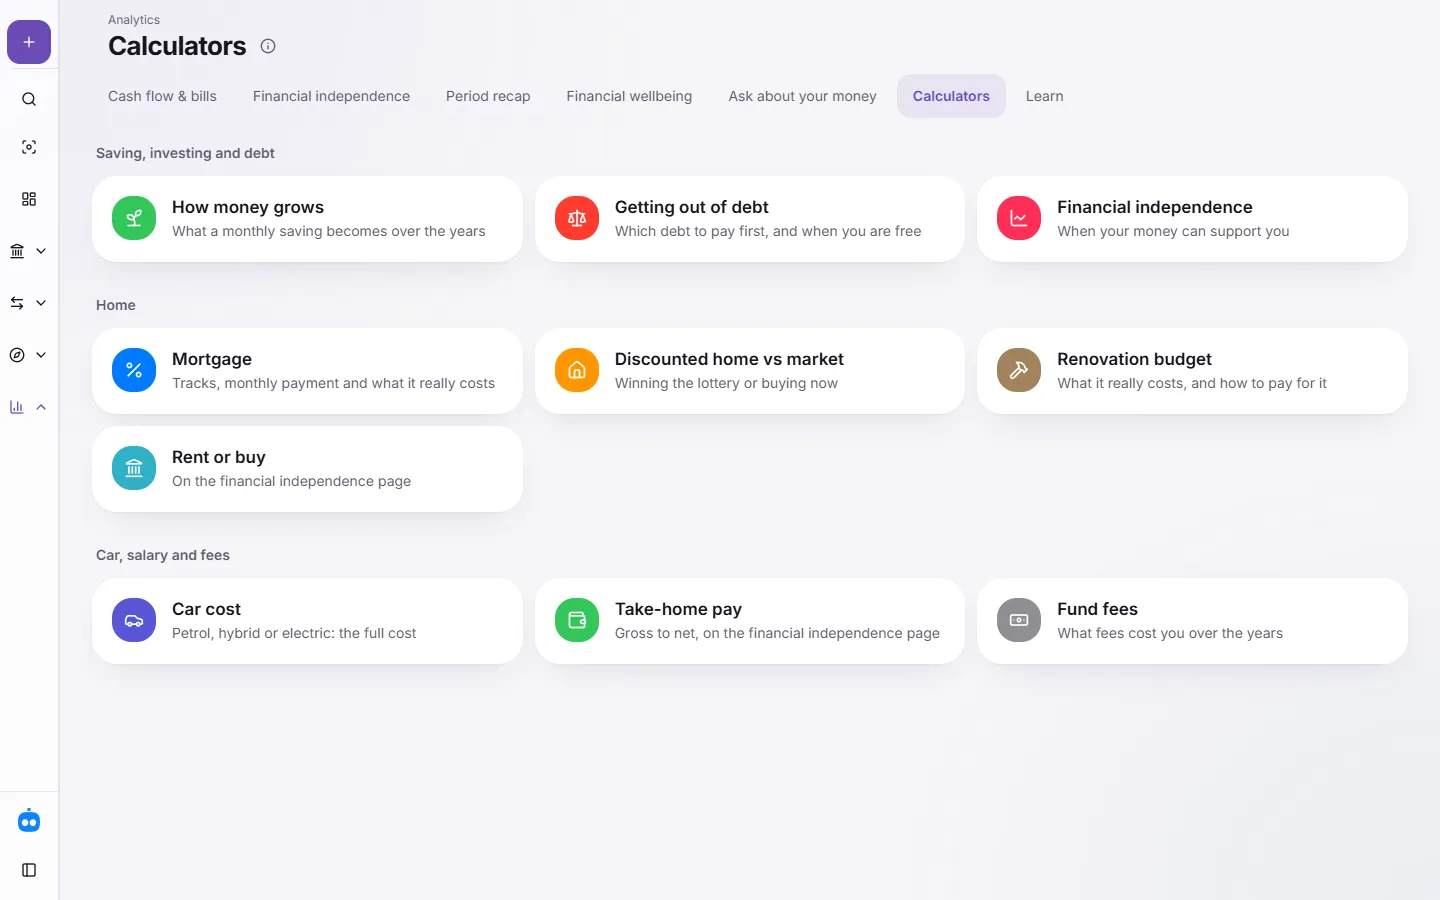 Analytics
Calculators
Cash flow & bills
Financial independence
Period recap
Financial wellbeing
Ask about your money
Calculators
Learn
Saving, investing and debt
How money grows
What a monthly saving becomes over the years
Getting out of debt
Which debt to pay first, and when you are free
Financial independence
When your money can support you
Home
Mortgage
Tracks, monthly payment and what it really costs
Discounted home vs market
Winning the lottery or buying now
Renovation budget
What it really costs, and how to pay for it
Rent or buy
On the financial independence page
Car, salary and fees
Car cost
Petrol, hybrid or electric: the full cost
Take-home pay
Gross to net, on the financial independence page
Fund fees
What fees cost you over the years